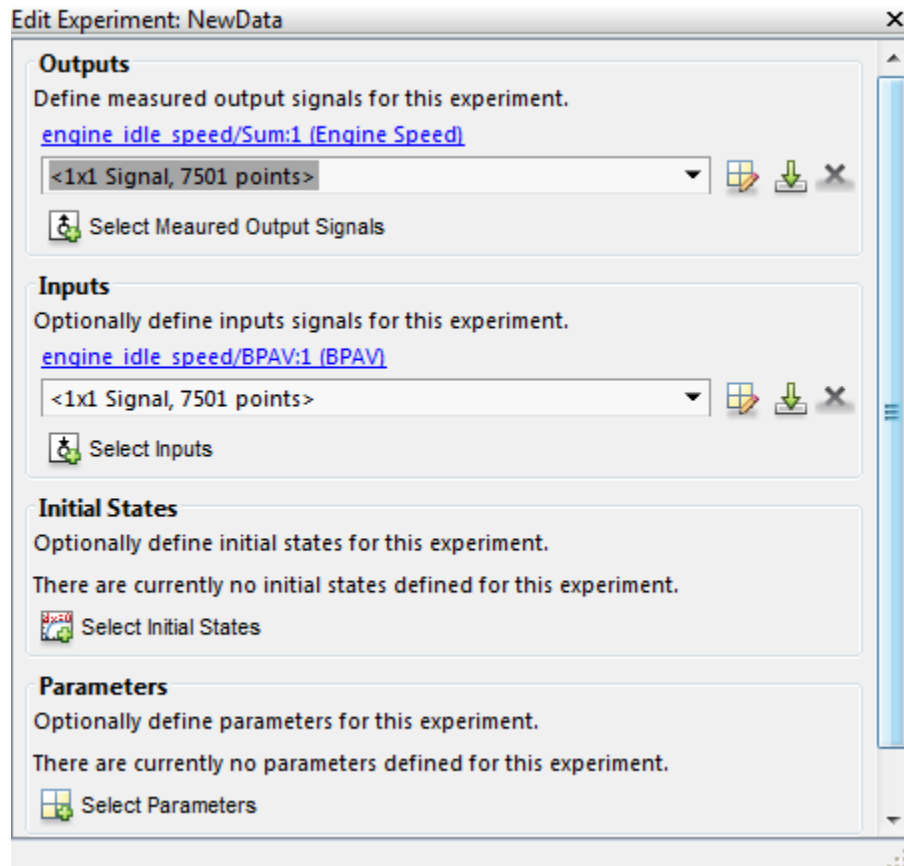 Edit Experiment: NewData
Outputs
Define measured output signals for this experiment.
engine_idle_speed/Sum:1 (Engine Speed)
<1x1 Signal, 7501 points>
Select Meaured Output Signals
Inputs
Optionally define inputs signals for this experiment.
engine_idle_speed/BPAV:1 (BPAV)
<1x1 Signal, 7501 points>
Select Inputs
Initial States
Optionally define initial states for this experiment.
There are currently no initial states defined for this experiment.
Select Initial States
Parameters
Optionally define parameters for this experiment.
There are currently no parameters defined for this experiment.
Select Parameters